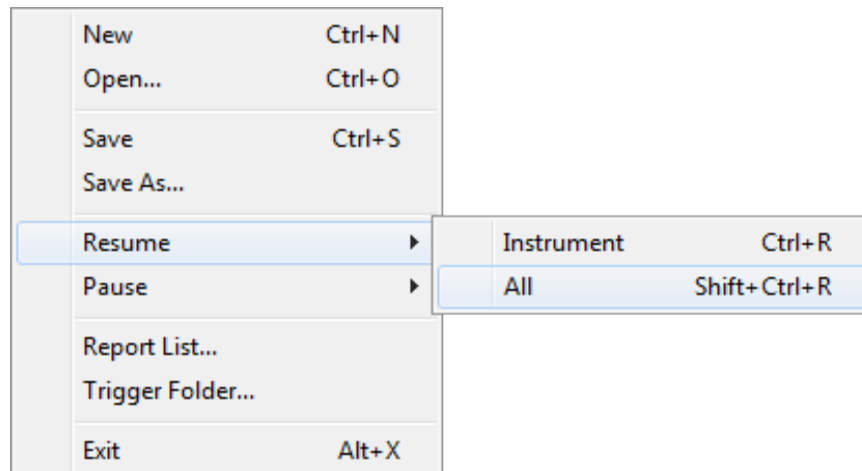 New Ctrl+N
Open... Ctrl+O
Save Ctrl+S
Save As...
Resume
Instrument Ctrl+R
Pause
All Shift+Ctrl+R
Report List...
Trigger Folder...
Exit Alt+X